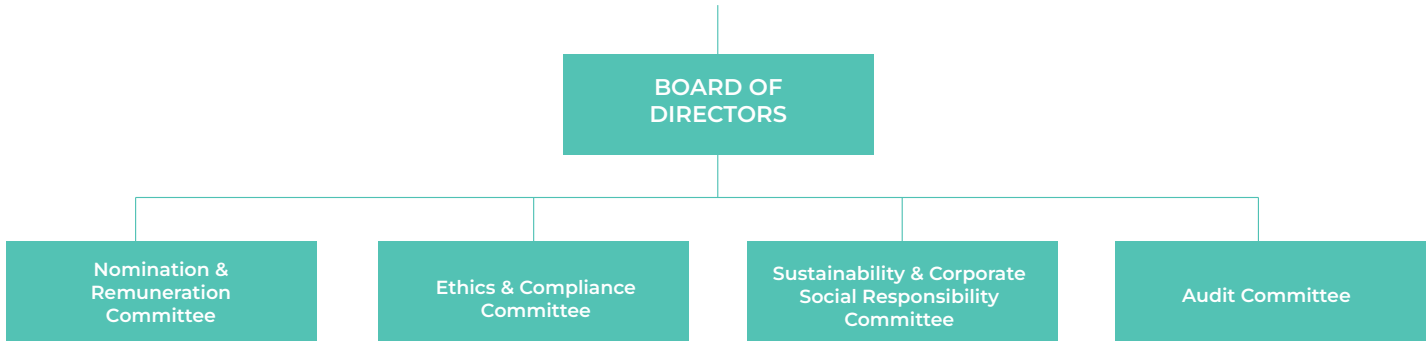 BOARD OF
DIRECTORS
Nomination &
Remuneration
Committee
Ethics & Compliance
Committee
Sustainability & Corporate
Social Responsibility
Committee
Audit Committee